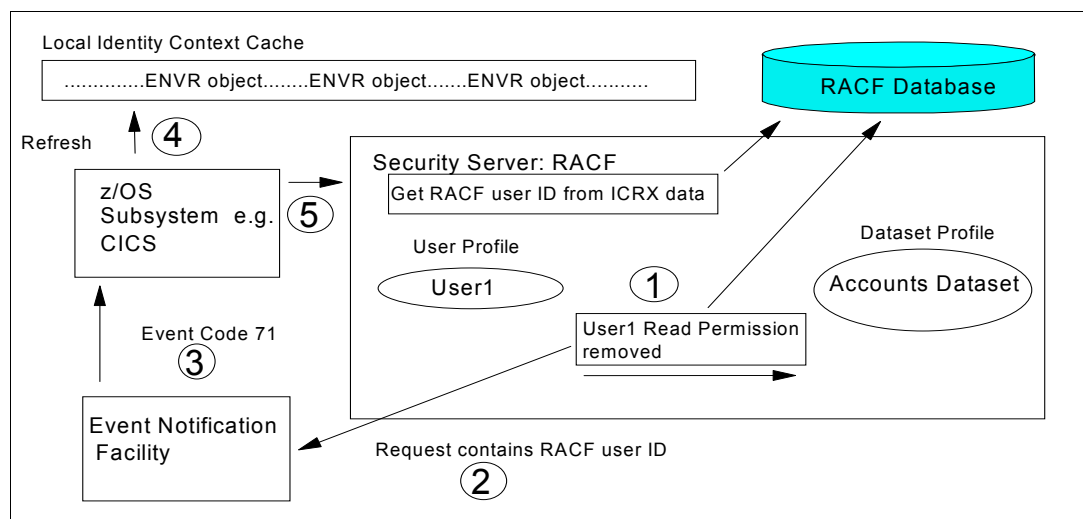 Local Identity Context Cache
..............ENVR object........ENVR object.......ENVR object...........
RACF Database
4
Refresh
Security Server: RACF
Get RACF user ID from ICRX data
z/OS
Subsystem e.g.
CICS
5
User Profile
User1
Dataset Profile
Accounts Dataset
1
User1 Read Permission
removed
Event Code 71
3
Event Notification
Facility
Request contains RACF user ID
2